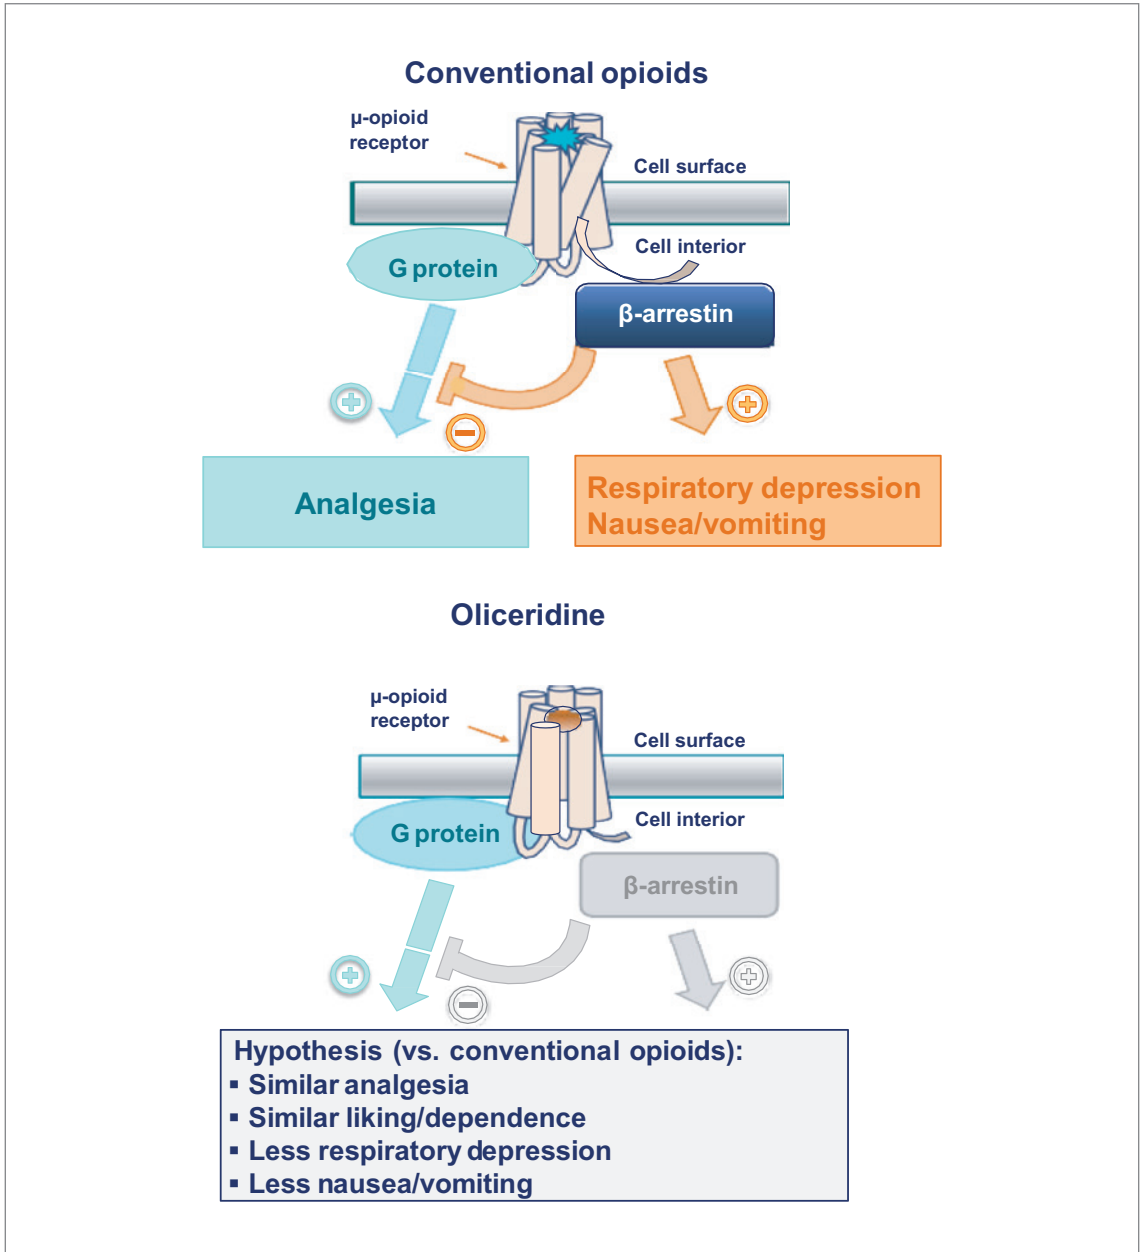 Conventional opioids
μ-opioid
receptor
Cell surface
Cell interior
G protein
β-arrestin
Analgesia
Respiratory depression
Nausea/vomiting
Oliceridine
μ-opioid
receptor
Cell surface
Cell interior
G protein
β-arrestin
Hypothesis (vs. conventional opioids):
▪ Similar analgesia
▪ Similar liking/dependence
▪ Less respiratory depression
▪ Less nausea/vomiting